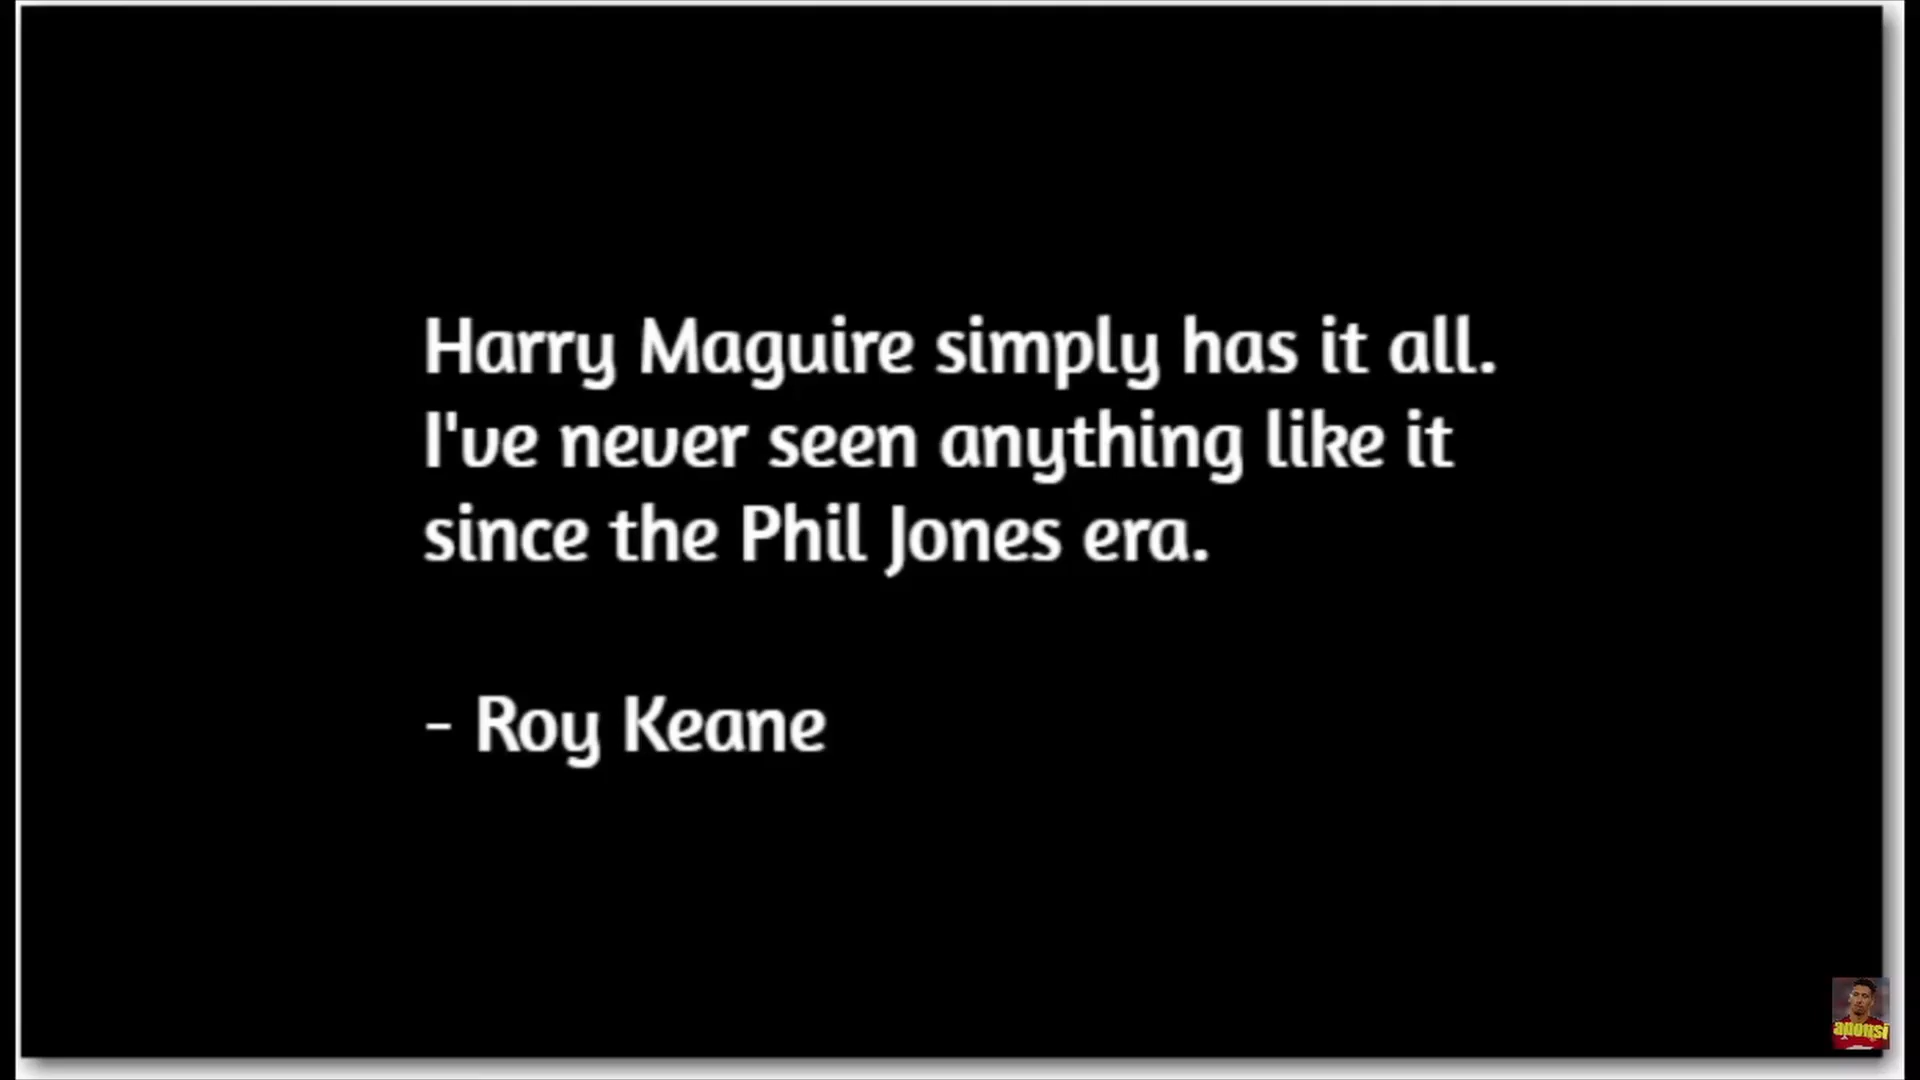 Harry Maguire simply has it all.
I've never seen anything like it
since the Phil Jones era.
- Roy Keane
aponsi